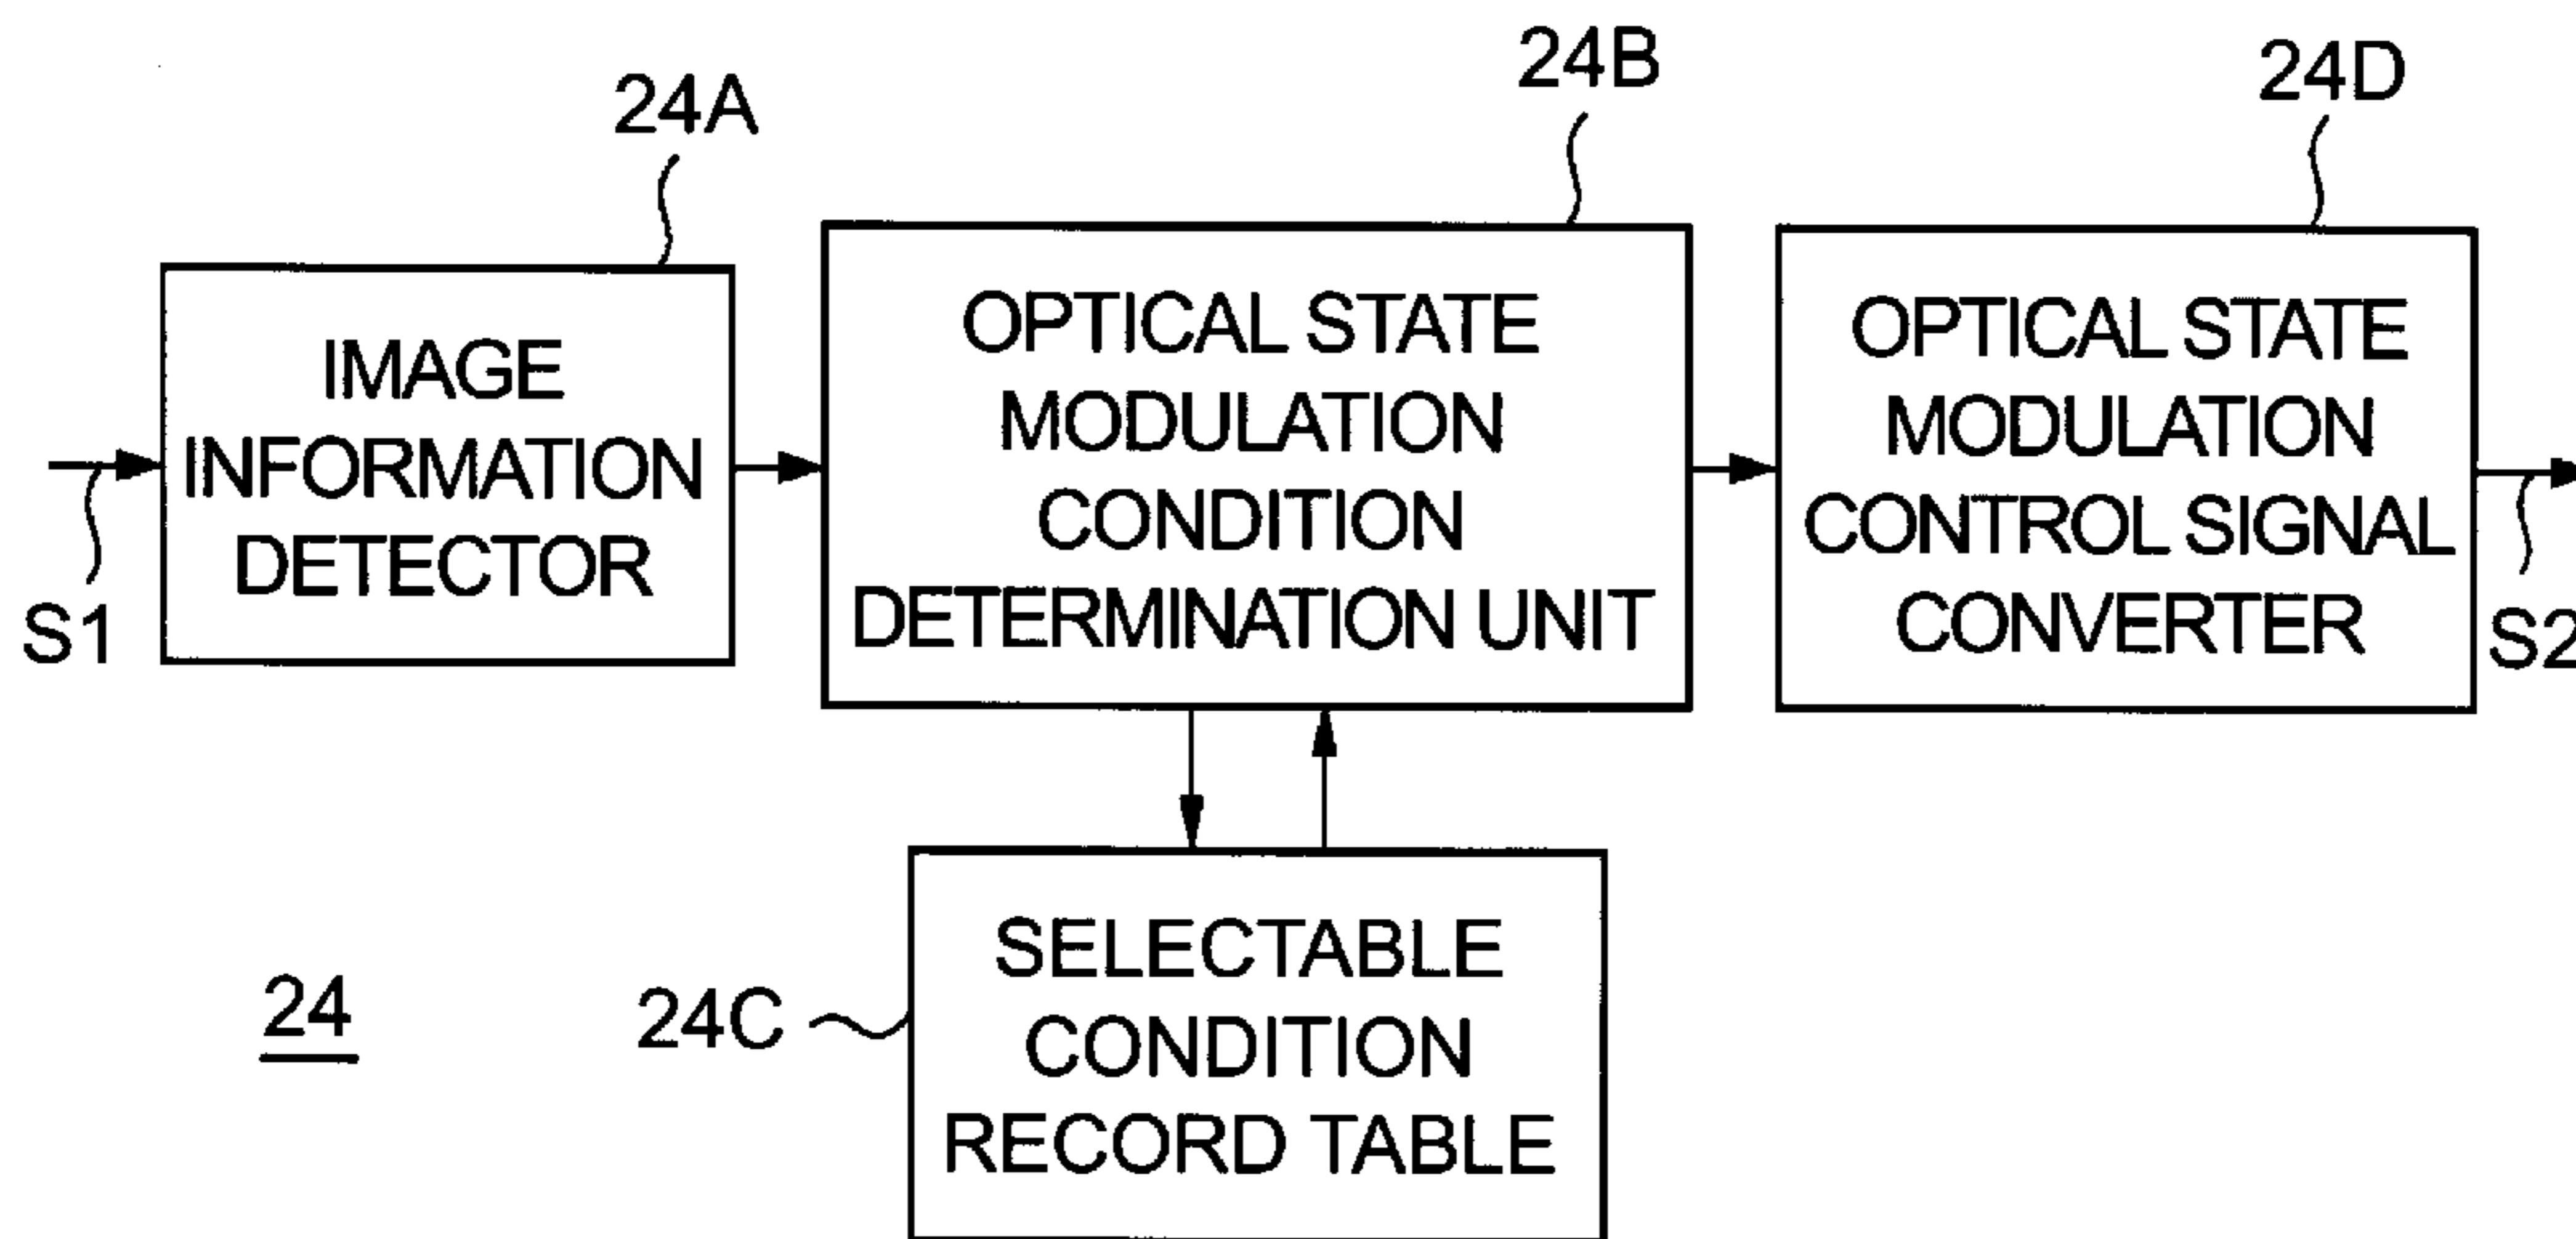 24A
24B
24D
IMAGE
INFORMATION
DETECTOR
OPTICAL STATE
MODULATION
CONDITION
DETERMINATION UNIT
OPTICAL STATE
MODULATION
CONTROL SIGNAL
CONVERTER
S1
S2
SELECTABLE
CONDITION
RECORD TABLE
24C
24